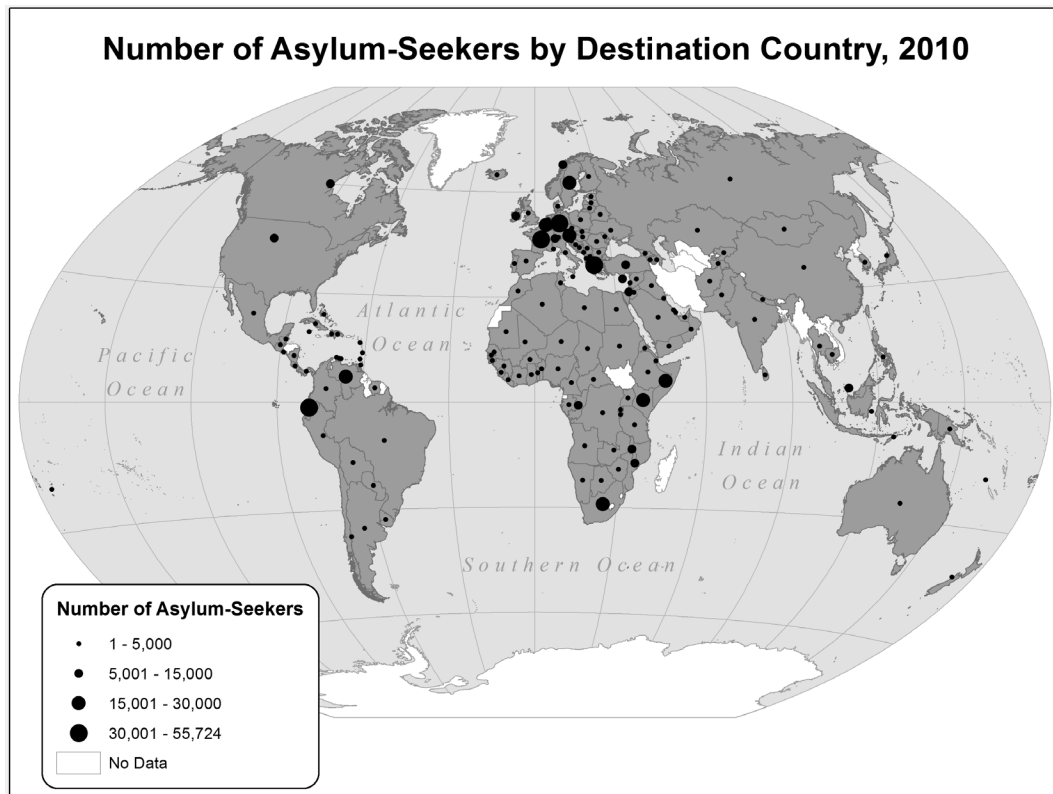 Number of Asylum-Seekers by Destination Country, 2010
Atlantic
Ocean
Pacific
Ocean
Indian
Ocean
Southern Ocean
Number of Asylum-Seekers
1 - 5,000
5,001 - 15,000
15,001 - 30,000
30,001 - 55,724
No Data